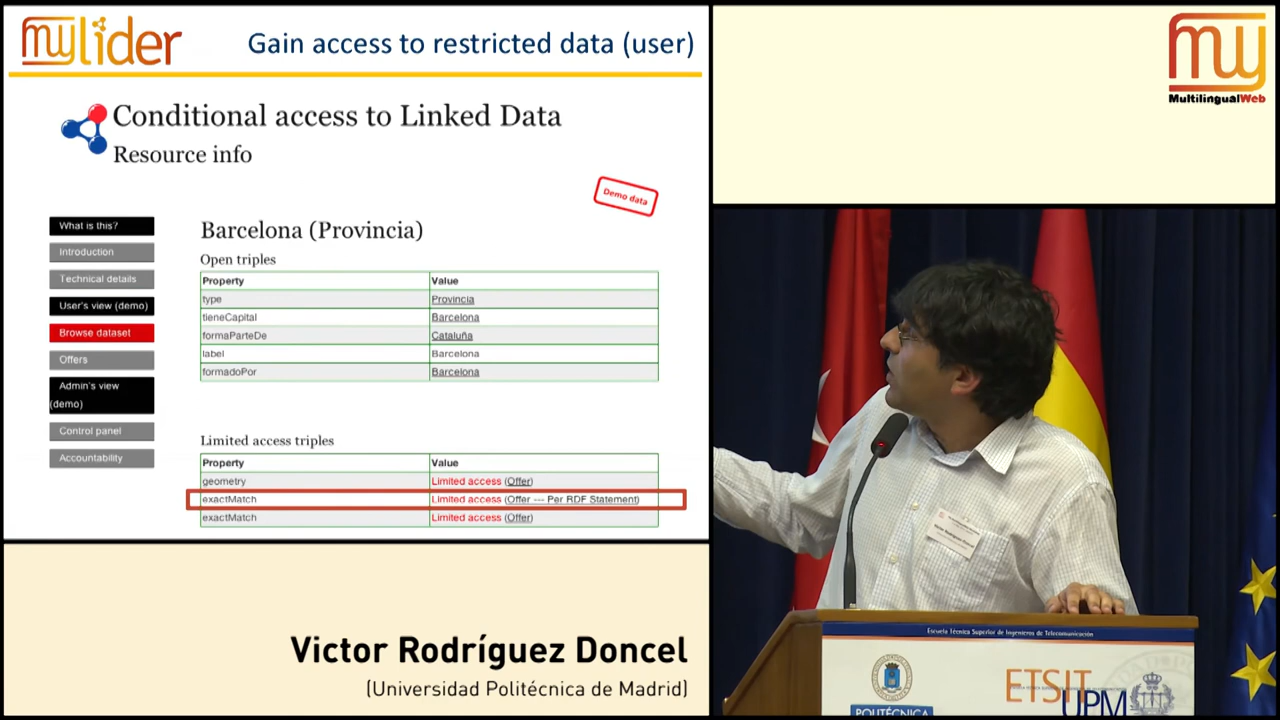 mylider
Gain access to restricted data (user)
Conditional access to Linked Data
Resource info
Demo data
What is this?
Introduction
Technical details
User's view (demo)
Browse dataset
Offers
Admin's view
(demo)
Control panel
Accountability
Barcelona (Provincia)
Open triples
Property Value
type Provincia
tieneCapital Barcelona
formaParteDe Cataluña
label Barcelona
formadoPor Barcelona
Limited access triples
Property Value
geometry Limited access (Offer)
exactMatch Limited access (Offer --- Per RDF Statement)
exactMatch Limited access (Offer)
Victor Rodríguez Doncel
(Universidad Politécnica de Madrid)
mw
MultilingualWeb
Víctor Rodríguez Doncel
Escuela Técnica Superior de Ingenieros de Telecomunicación
POLITÉCNICA
ETSIT
UPM